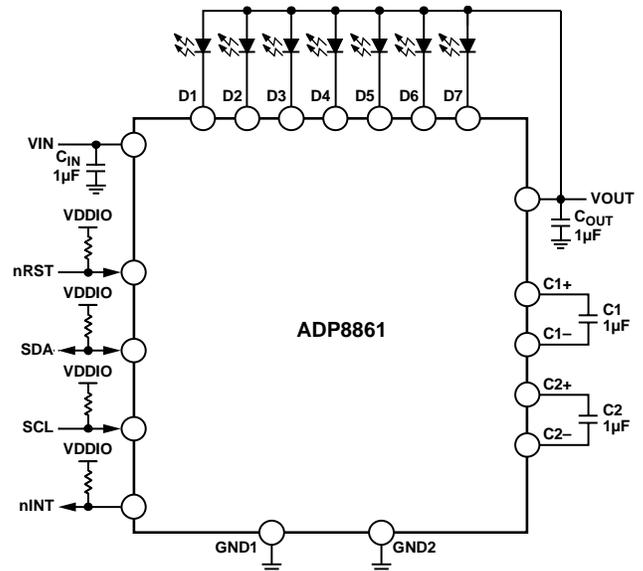 D1 D2 D3 D4 D5 D6 D7
VIN
CIN
1µF
VOUT
COUT
1µF
VDDIO
nRST
VDDIO
SDA
VDDIO
SCL
VDDIO
nINT
ADP8861
C1+
C1–
C1
1µF
C2+
C2–
C2
1µF
GND1
GND2